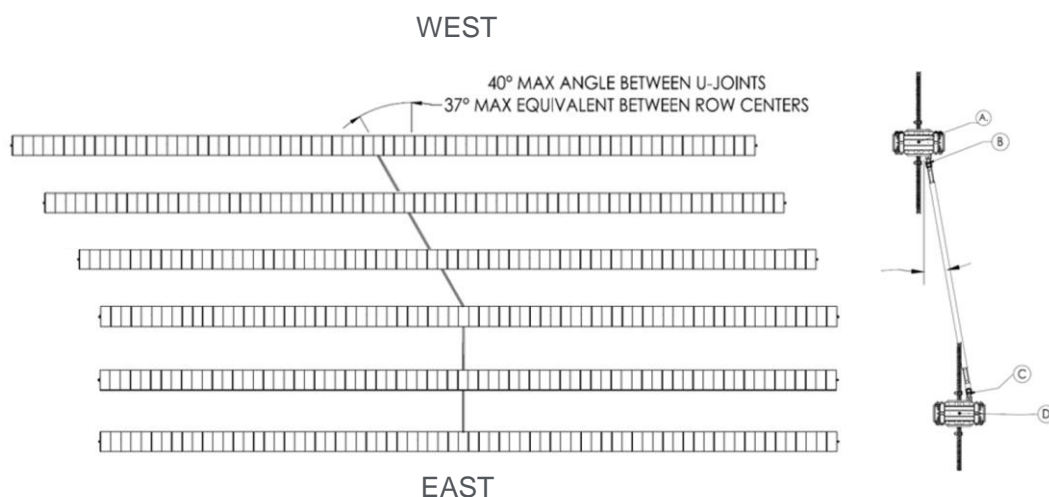 WEST
40° MAX ANGLE BETWEEN U-JOINTS
37° MAX EQUIVALENT BETWEEN ROW CENTERS
A
B
C
D
EAST